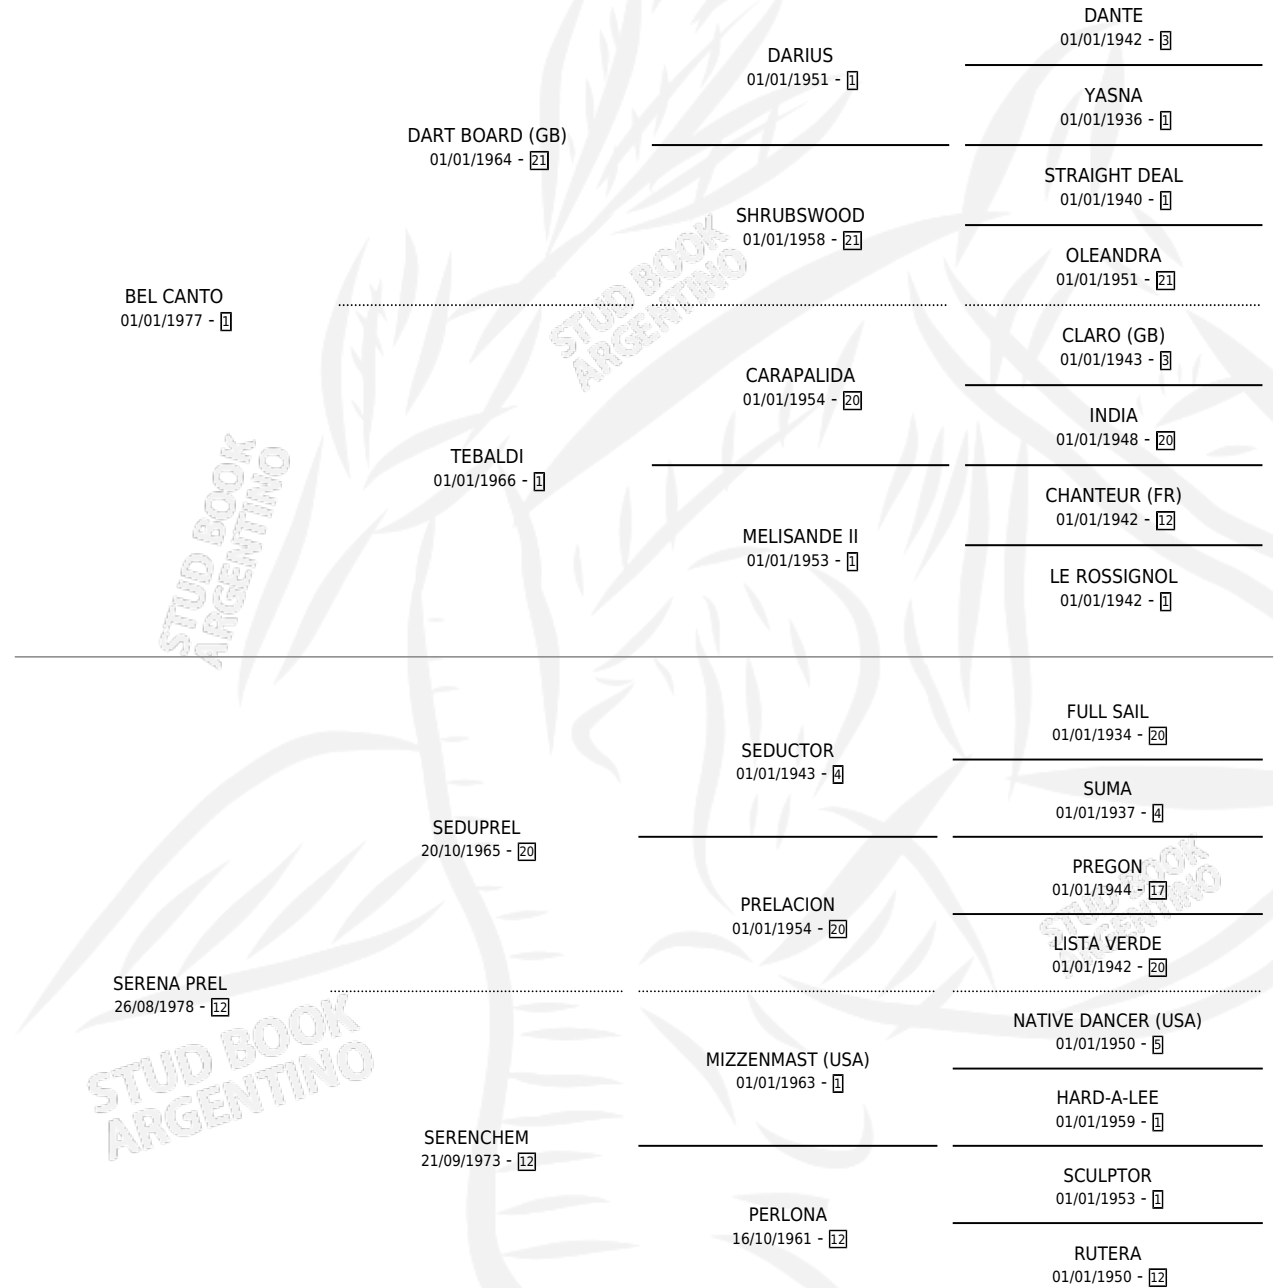 DANTE
01/01/1942 - 3
DARIUS
01/01/1951 - 1
YASNA
01/01/1936 - 1
DART BOARD (GB)
01/01/1964 - 21
STRAIGHT DEAL
01/01/1940 - 1
SHRUBSWOOD
01/01/1958 - 21
OLEANDRA
01/01/1951 - 21
BEL CANTO
01/01/1977 - 1
STUD BOOK
ARGENTINO
CLARO (GB)
01/01/1943 - 3
CARAPALIDA
01/01/1954 - 20
INDIA
01/01/1948 - 20
TEBALDI
01/01/1966 - 1
CHANTEUR (FR)
01/01/1942 - 12
MELISANDE II
01/01/1953 - 1
LE ROSSIGNOL
01/01/1942 - 1
STUD BOOK
ARGENTINO
FULL SAIL
01/01/1934 - 20
SEDUCTOR
01/01/1943 - 4
SUMA
01/01/1937 - 4
SEDUPREL
20/10/1965 - 20
PREGON
01/01/1944 - 17
PRELACION
01/01/1954 - 20
STUD BOOK
ARGENTINO
LISTA VERDE
01/01/1942 - 20
SERENA PREL
26/08/1978 - 12
NATIVE DANCER (USA)
01/01/1950 - 5
MIZZENMAST (USA)
01/01/1963 - 1
STUD BOOK
ARGENTINO
HARD-A-LEE
01/01/1959 - 1
SERENCHEM
21/09/1973 - 12
SCULPTOR
01/01/1953 - 1
PERLONA
16/10/1961 - 12
RUTERA
01/01/1950 - 12